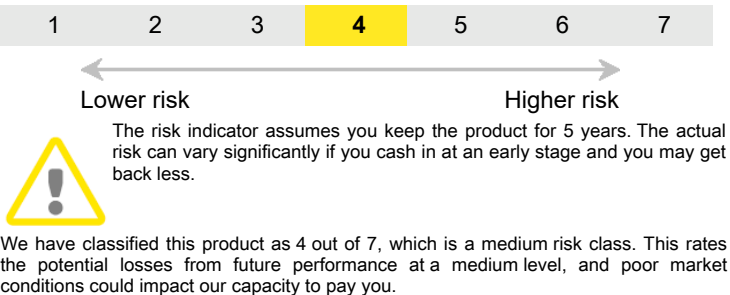 1 2 3 4 5 6 7
Lower risk Higher risk
The risk indicator assumes you keep the product for 5 years. The actual
risk can vary significantly if you cash in at an early stage and you may get
back less.
We have classified this product as 4 out of 7, which is a medium risk class. This rates
the potential losses from future performance at a medium level, and poor market
conditions could impact our capacity to pay you.